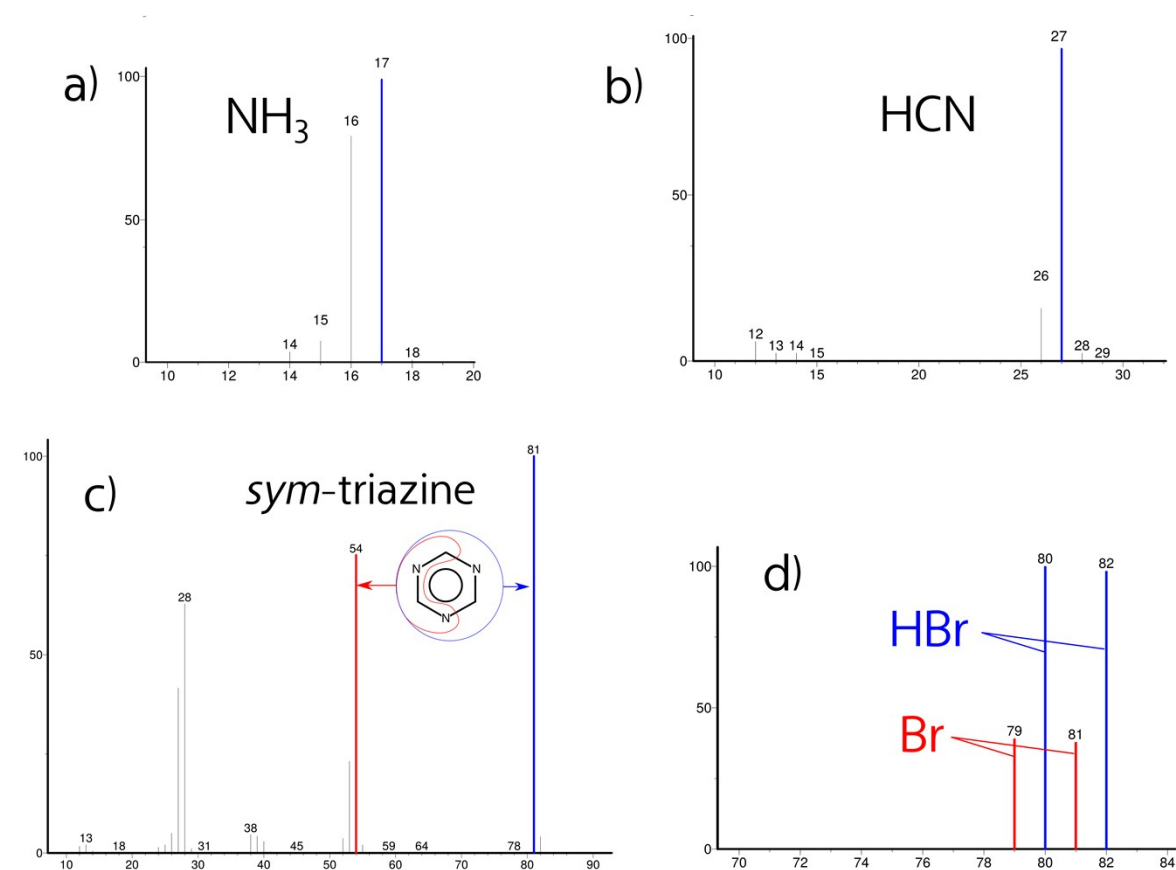 a)
NH₃
100
50
0
17
16
15
14
18
10 12 14 16 18 20
b)
HCN
100
50
0
27
26
12
13
14
15
28
29
10 15 20 25 30
c)
sym-triazine
100
50
0
81
54
28
13
18
31
38
45
59
64
78
N
N
N
10 20 30 40 50 60 70 80 90
d)
HBr
Br
100
50
0
80
82
79
81
70 72 74 76 78 80 82 84